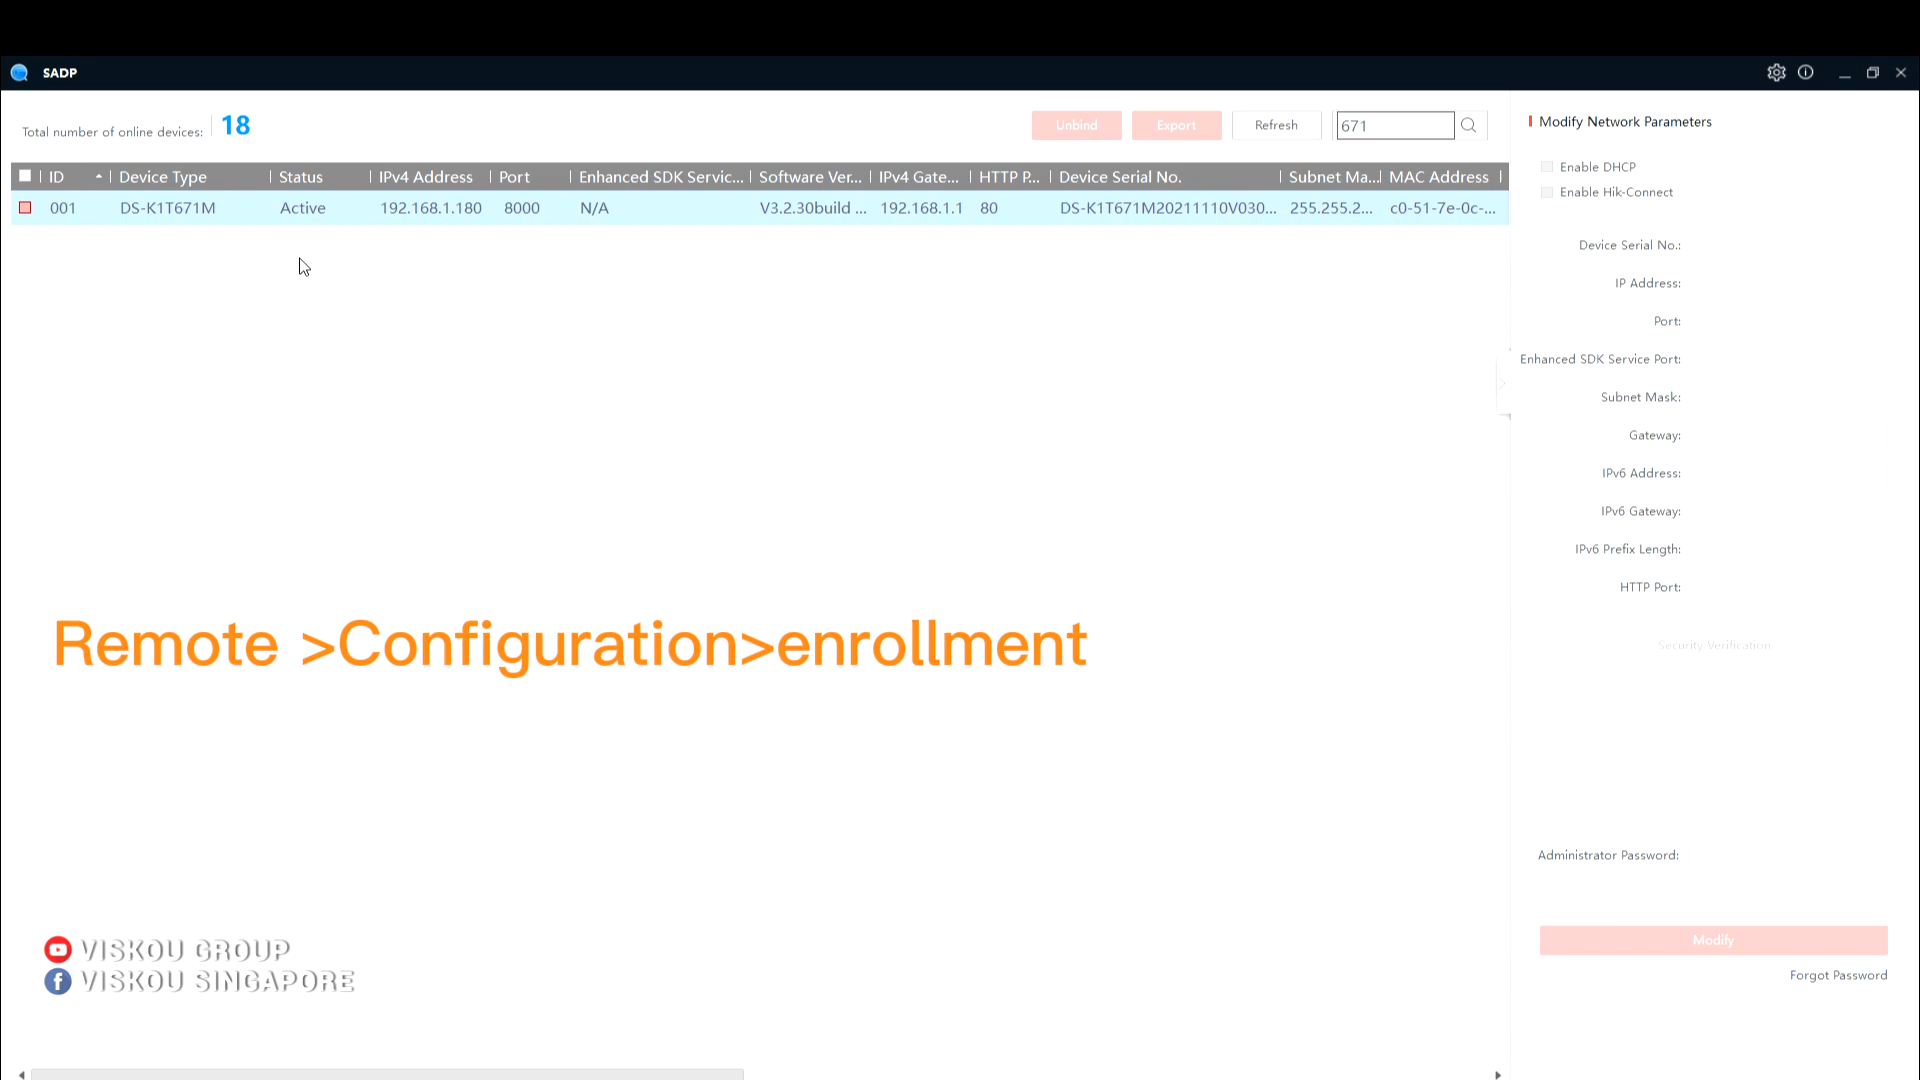 SADP
Total number of online devices: 18
Unbind Export Refresh 671
ID Device Type Status IPv4 Address Port Enhanced SDK Servic... Software Ver... IPv4 Gate... HTTP P... Device Serial No. Subnet Ma... MAC Address
001 DS-K1T671M Active 192.168.1.180 8000 N/A V3.2.30build ... 192.168.1.1 80 DS-K1T671M20211110V030... 255.255.2... c0-51-7e-0c-...
Modify Network Parameters
Enable DHCP
Enable Hik-Connect
Device Serial No.:
IP Address:
Port:
Enhanced SDK Service Port:
Subnet Mask:
Gateway:
IPv6 Address:
IPv6 Gateway:
IPv6 Prefix Length:
HTTP Port:
Security Verification
Administrator Password:
Modify
Forgot Password
Remote >Configuration>enrollment
VISKOU GROUP
VISKOU SINGAPORE